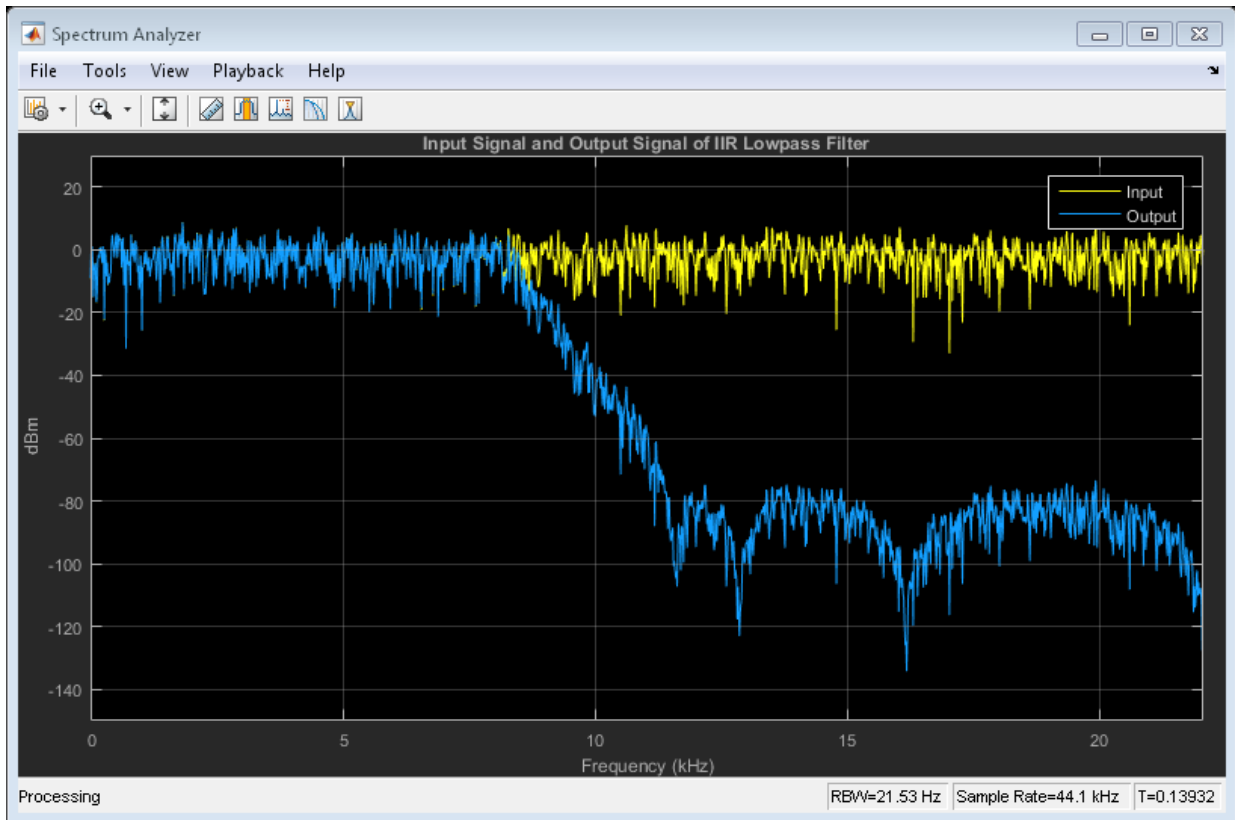 Spectrum Analyzer
File Tools View Playback Help
Input Signal and Output Signal of IIR Lowpass Filter
Input
Output
20
0
-20
-40
-60
-80
-100
-120
-140
dBm
0 5 10 15 20
Frequency (kHz)
Processing RBW=21.53 Hz Sample Rate=44.1 kHz T=0.13932